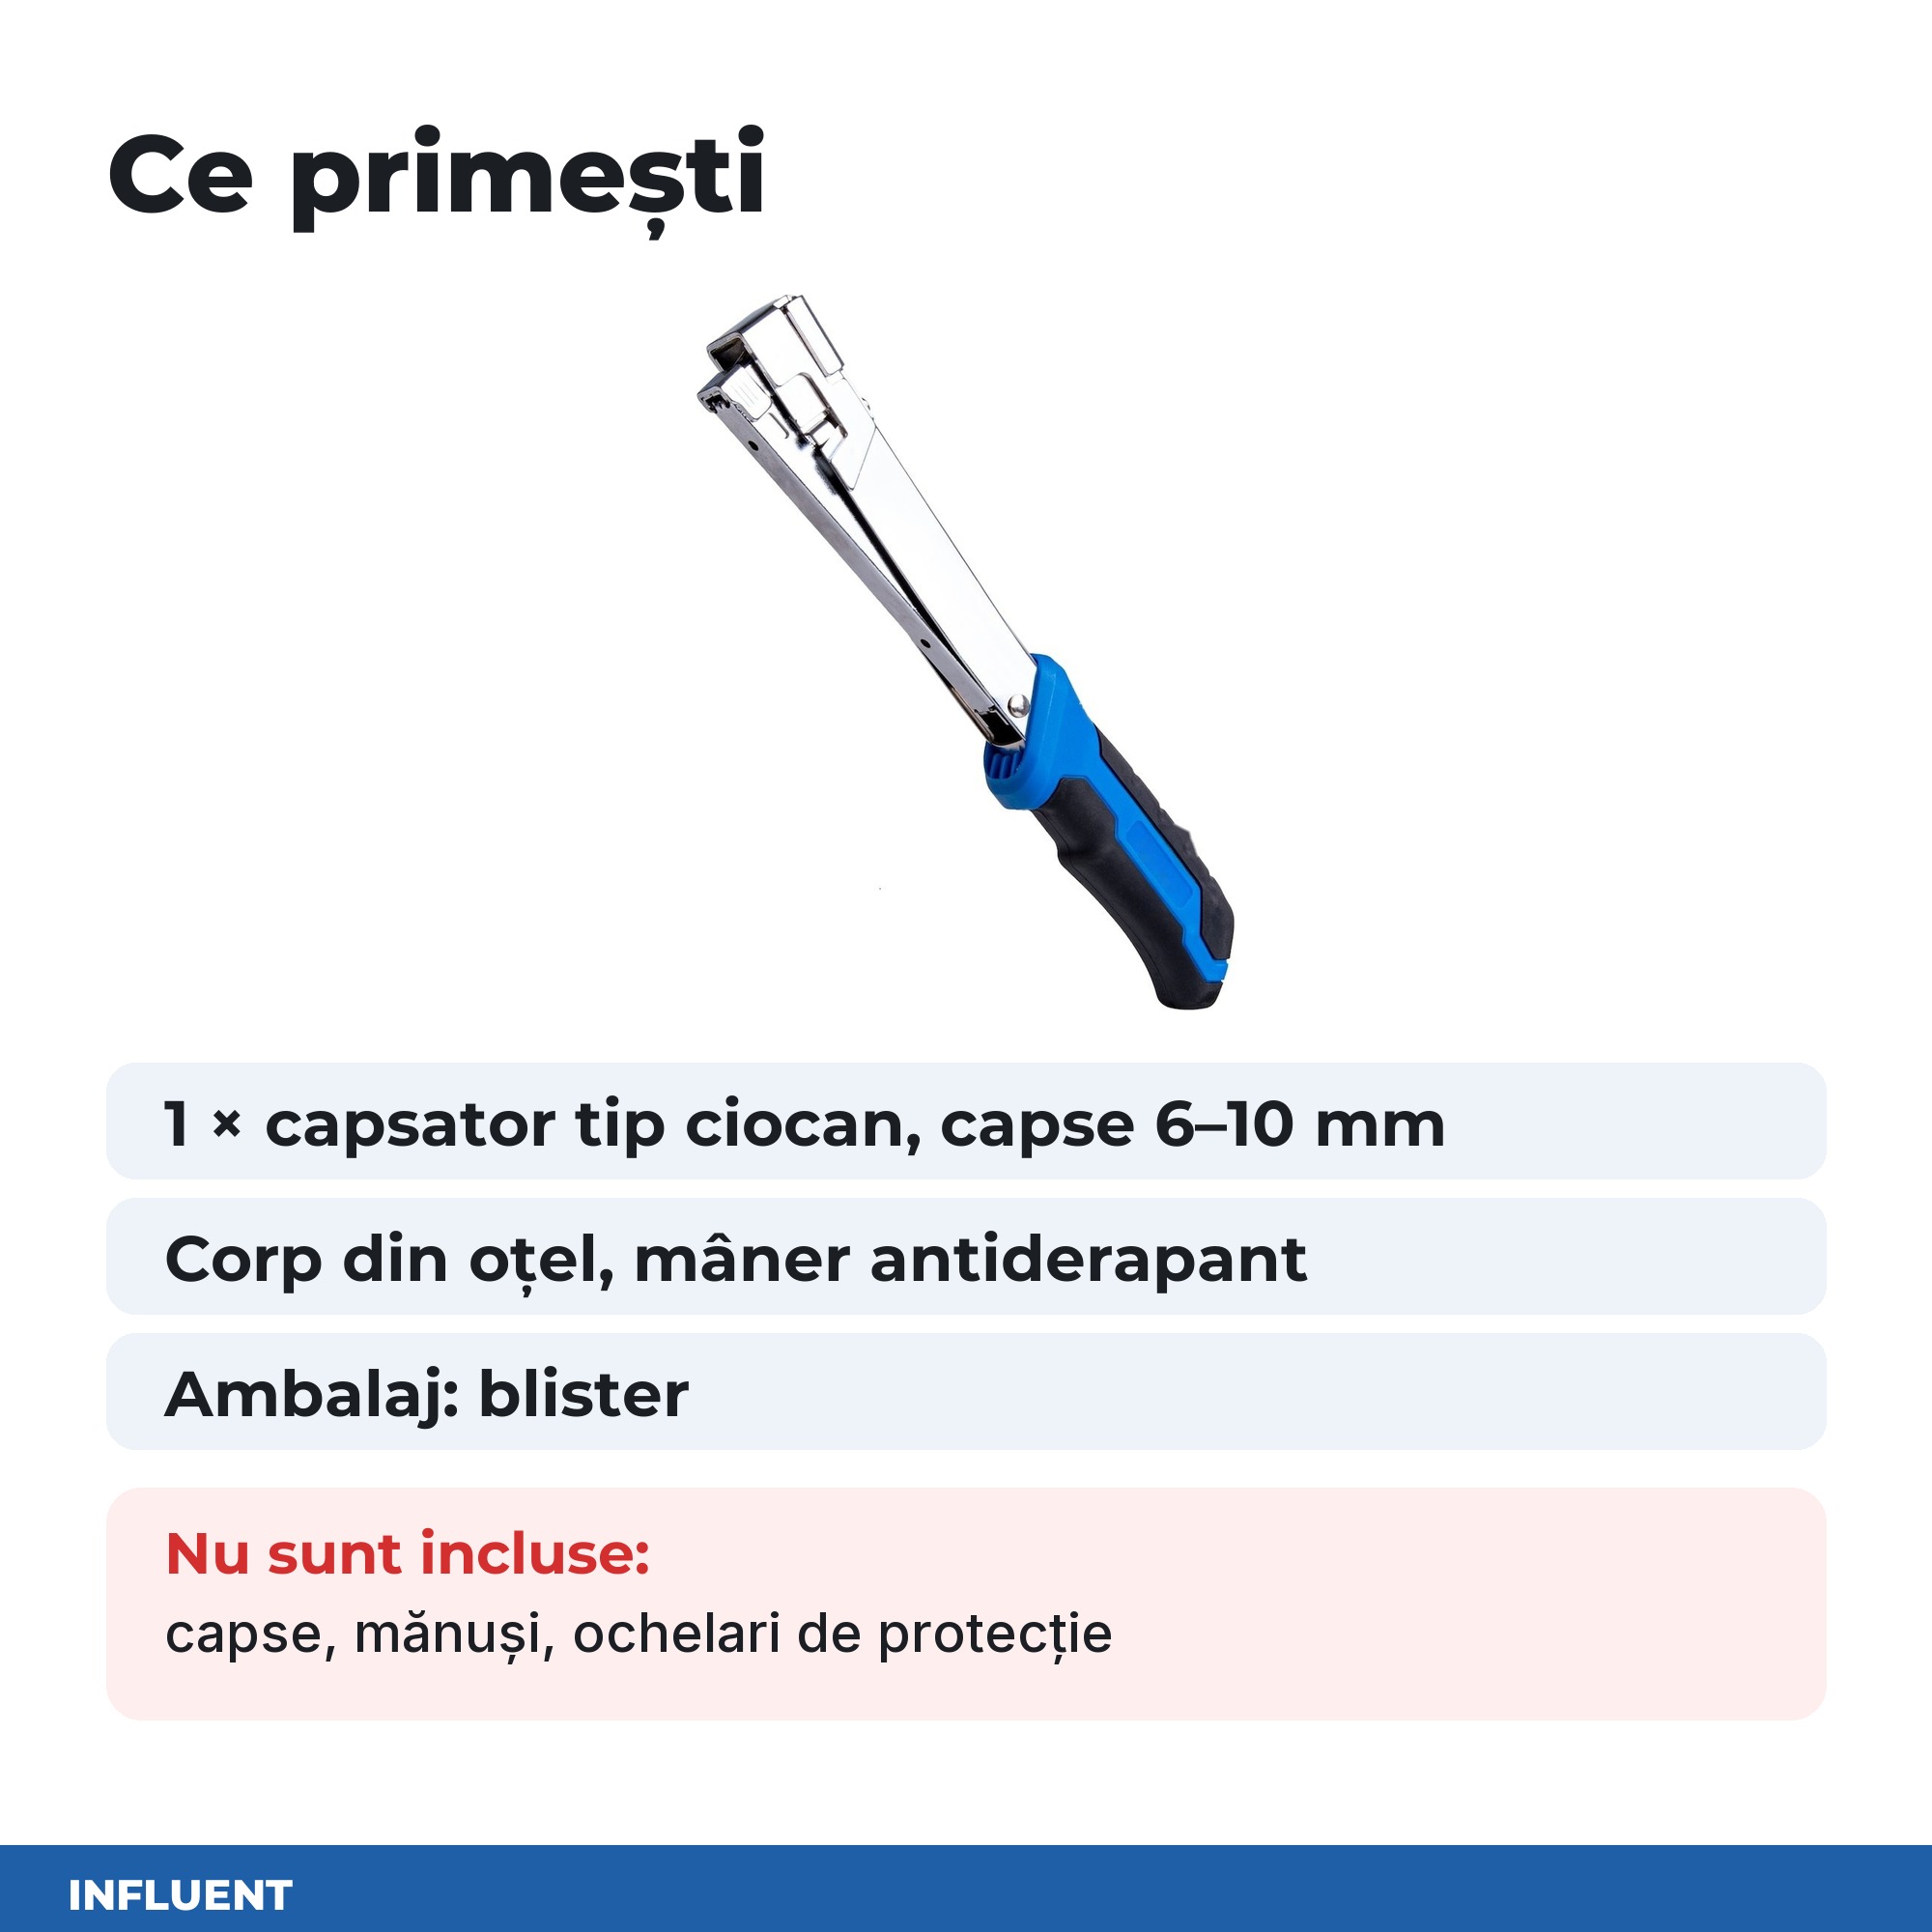 Ce primești
1 × capsator tip ciocan, capse 6–10 mm
Corp din oțel, mâner antiderapant
Ambalaj: blister
Nu sunt incluse:
capse, mănuși, ochelari de protecție
INFLUENT